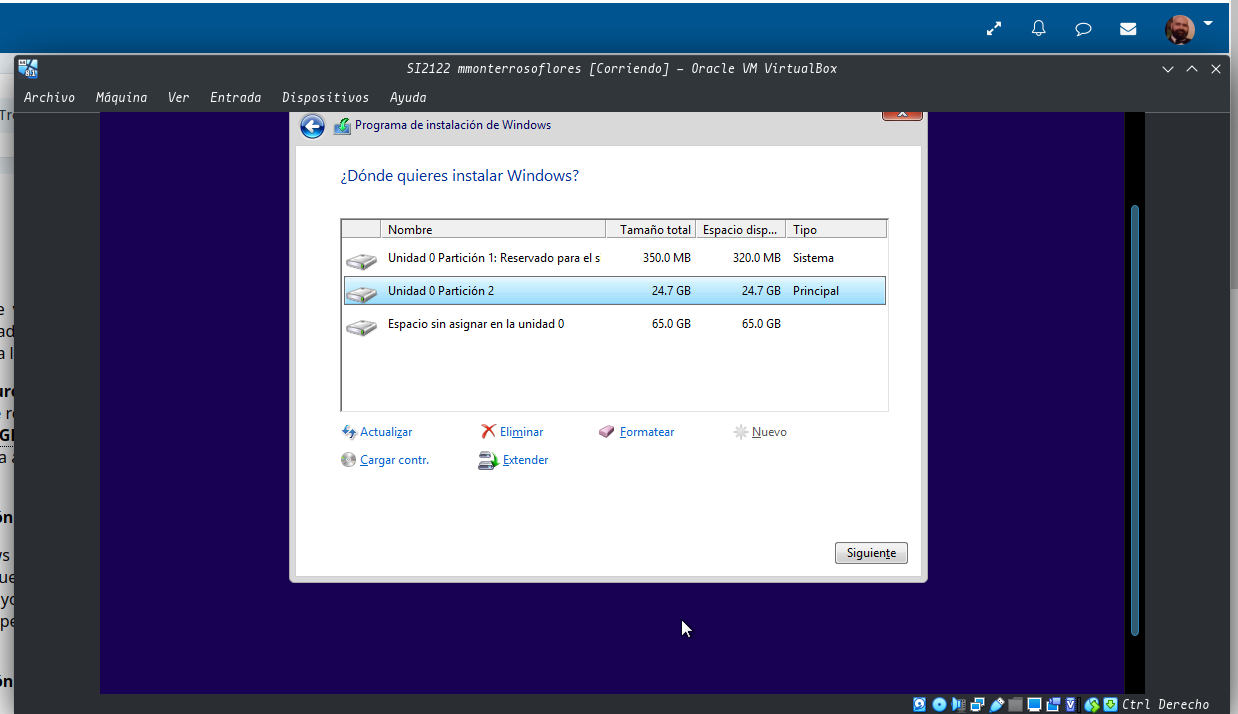 SI2122 mmonterrosoflores [Corriendo] – Oracle VM VirtualBox
Archivo Máquina Ver Entrada Dispositivos Ayuda
Programa de instalación de Windows
¿Dónde quieres instalar Windows?
Nombre Tamaño total Espacio disp... Tipo
Unidad 0 Partición 1: Reservado para el s 350.0 MB 320.0 MB Sistema
Unidad 0 Partición 2 24.7 GB 24.7 GB Principal
Espacio sin asignar en la unidad 0 65.0 GB 65.0 GB
Actualizar Eliminar Formatear Nuevo
Cargar contr. Extender
Siguiente
Ctrl Derecho